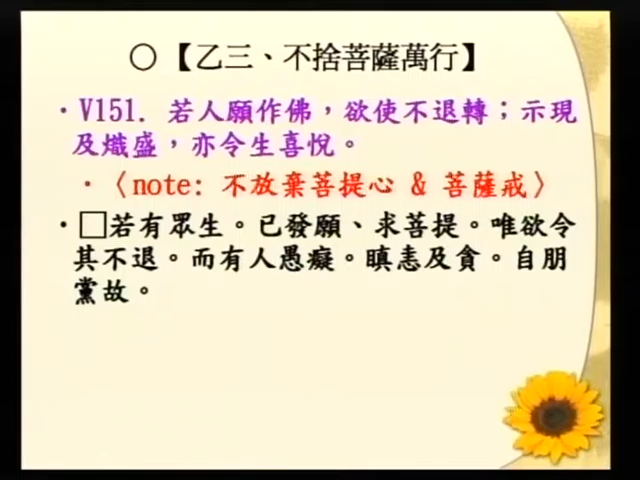 ○【乙三、不捨菩薩萬行】
·V151. 若人願作佛，欲使不退轉；示現
及熾盛，亦令生喜悅。
·〈note: 不放棄菩提心 & 菩薩戒〉
·□若有眾生。已發願、求菩提。唯欲令
其不退。而有人愚癡。瞋恚及貪。自朋
黨故。